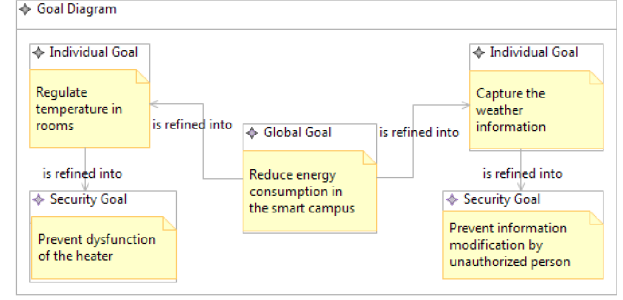 Goal Diagram
Individual Goal
Regulate
temperature in
rooms
is refined into
Security Goal
Prevent dysfunction
of the heater
is refined into
Global Goal
Reduce energy
consumption in
the smart campus
is refined into
Individual Goal
Capture the
weather
information
is refined into
Security Goal
Prevent information
modification by
unauthorized person